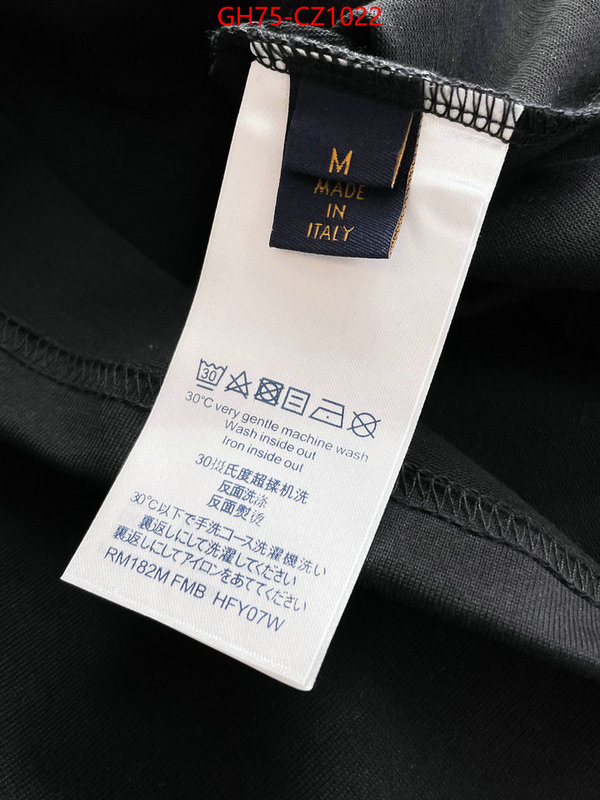 GH75-CZ1022
M
MADE
IN
ITALY
30
30°C very gentle machine wash
Wash inside out
Iron inside out
30摄氏度超揉机洗
反面洗涤
反面熨烫
30℃以下で手洗コース洗濯機洗い
裏返しにして洗濯してください
裏返しにしてアイロンをあててください
RM182M FMB HFY07W